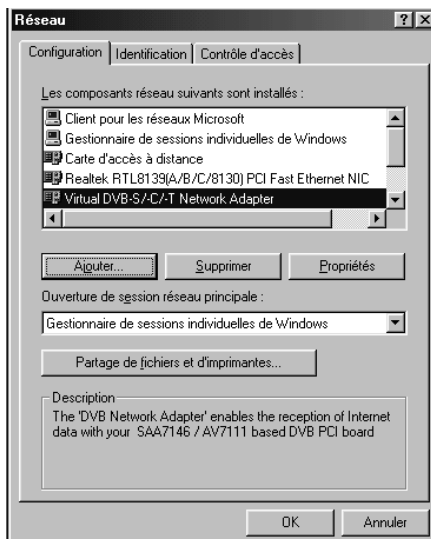 Réseau
Configuration Identification Contrôle d'accès
Les composants réseau suivants sont installés :
Client pour les réseaux Microsoft
Gestionnaire de sessions individuelles de Windows
Carte d'accès à distance
Realtek RTL8139(A/B/C/8130) PCI Fast Ethernet NIC
Virtual DVB-S/-C/-T Network Adapter
Ajouter... Supprimer Propriétés
Ouverture de session réseau principale :
Gestionnaire de sessions individuelles de Windows
Partage de fichiers et d'imprimantes...
Description
The 'DVB Network Adapter' enables the reception of Internet
data with your SAA7146 / AV7111 based DVB PCI board
OK Annuler